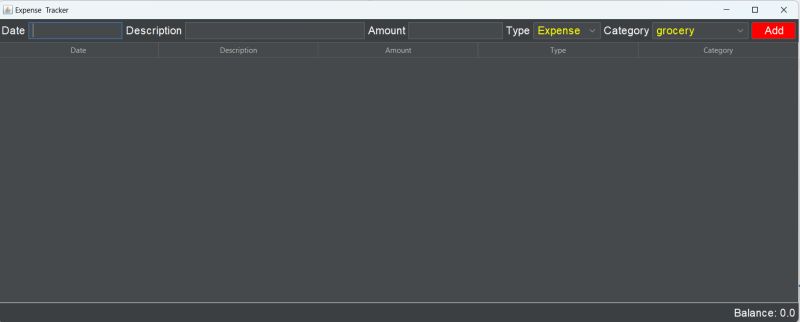 Expense Tracker
Date Description Amount Type Expense Category grocery Add
Date Description Amount Type Category
Balance: 0.0